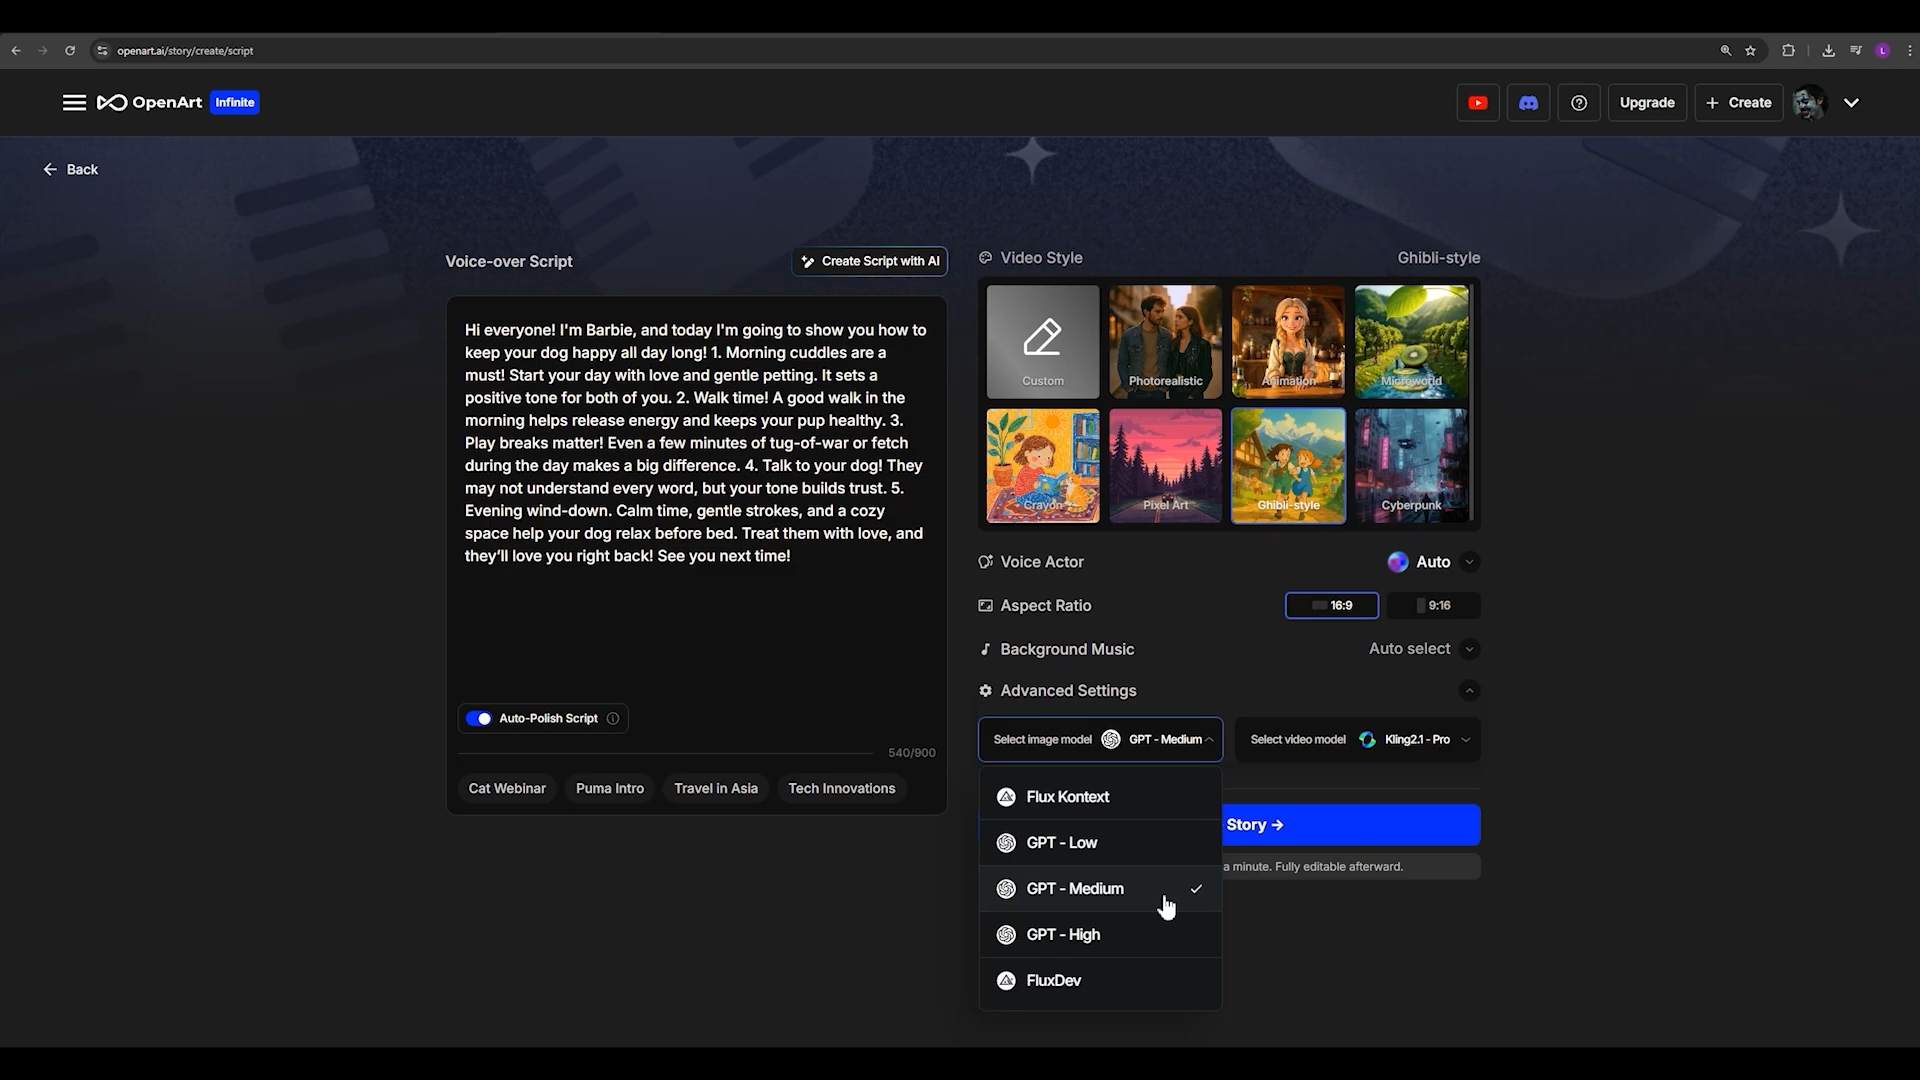 openart.ai/story/create/script
L
OpenArt Infinite
Upgrade
+ Create
← Back
Voice-over Script
Create Script with AI
Hi everyone! I'm Barbie, and today I'm going to show you how to
keep your dog happy all day long! 1. Morning cuddles are a
must! Start your day with love and gentle petting. It sets a
positive tone for both of you. 2. Walk time! A good walk in the
morning helps release energy and keeps your pup healthy. 3.
Play breaks matter! Even a few minutes of tug-of-war or fetch
during the day makes a big difference. 4. Talk to your dog! They
may not understand every word, but your tone builds trust. 5.
Evening wind-down. Calm time, gentle strokes, and a cozy
space help your dog relax before bed. Treat them with love, and
they’ll love you right back! See you next time!
Auto-Polish Script
540/900
Cat Webinar
Puma Intro
Travel in Asia
Tech Innovations
Video Style
Ghibli-style
Custom
Photorealistic
Animation
Microworld
Crayon
Pixel Art
Ghibli-style
Cyberpunk
Voice Actor
Auto
Aspect Ratio
16:9
9:16
Background Music
Auto select
Advanced Settings
Select image model GPT - Medium
Select video model Kling2.1 - Pro
Flux Kontext
GPT - Low
GPT - Medium
GPT - High
FluxDev
Story →
a minute. Fully editable afterward.